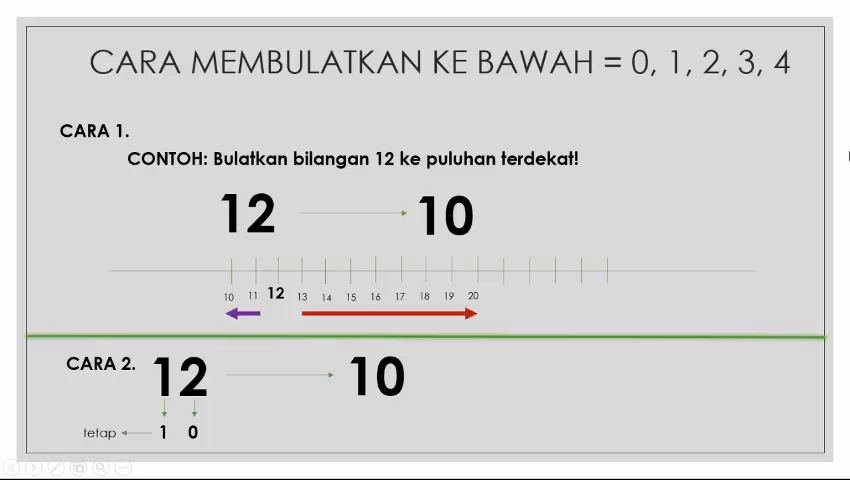 CARA MEMBULATKAN KE BAWAH = 0, 1, 2, 3, 4
CARA 1.
CONTOH: Bulatkan bilangan 12 ke puluhan terdekat!
12 10
10 11 12 13 14 15 16 17 18 19 20
CARA 2. 12 10
tetap 1 0